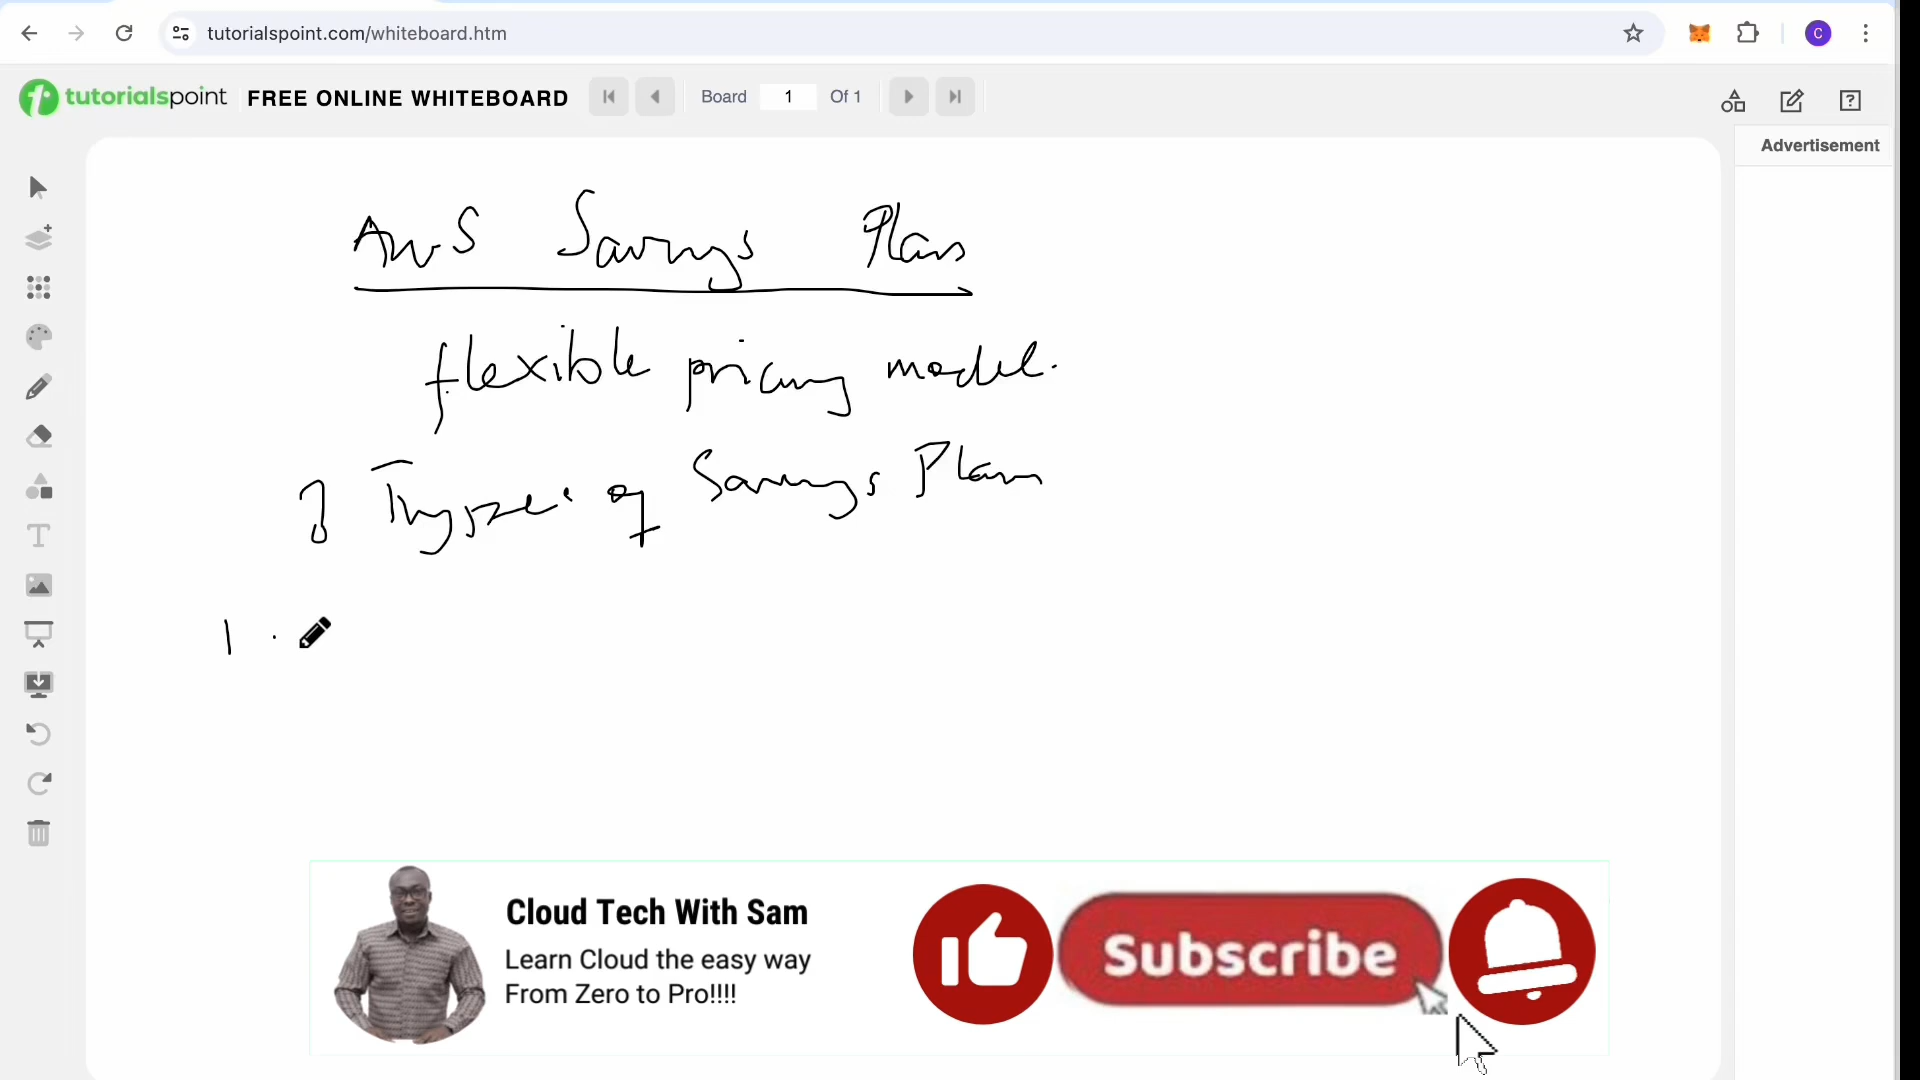 tutorialspoint.com/whiteboard.htm
C
tutorialspoint FREE ONLINE WHITEBOARD Board 1 Of 1
Advertisement
AWS Savings Plans
flexible pricing model.
3 Types of Savings Plan
1.
Cloud Tech With Sam
Learn Cloud the easy way
From Zero to Pro!!!!
Subscribe